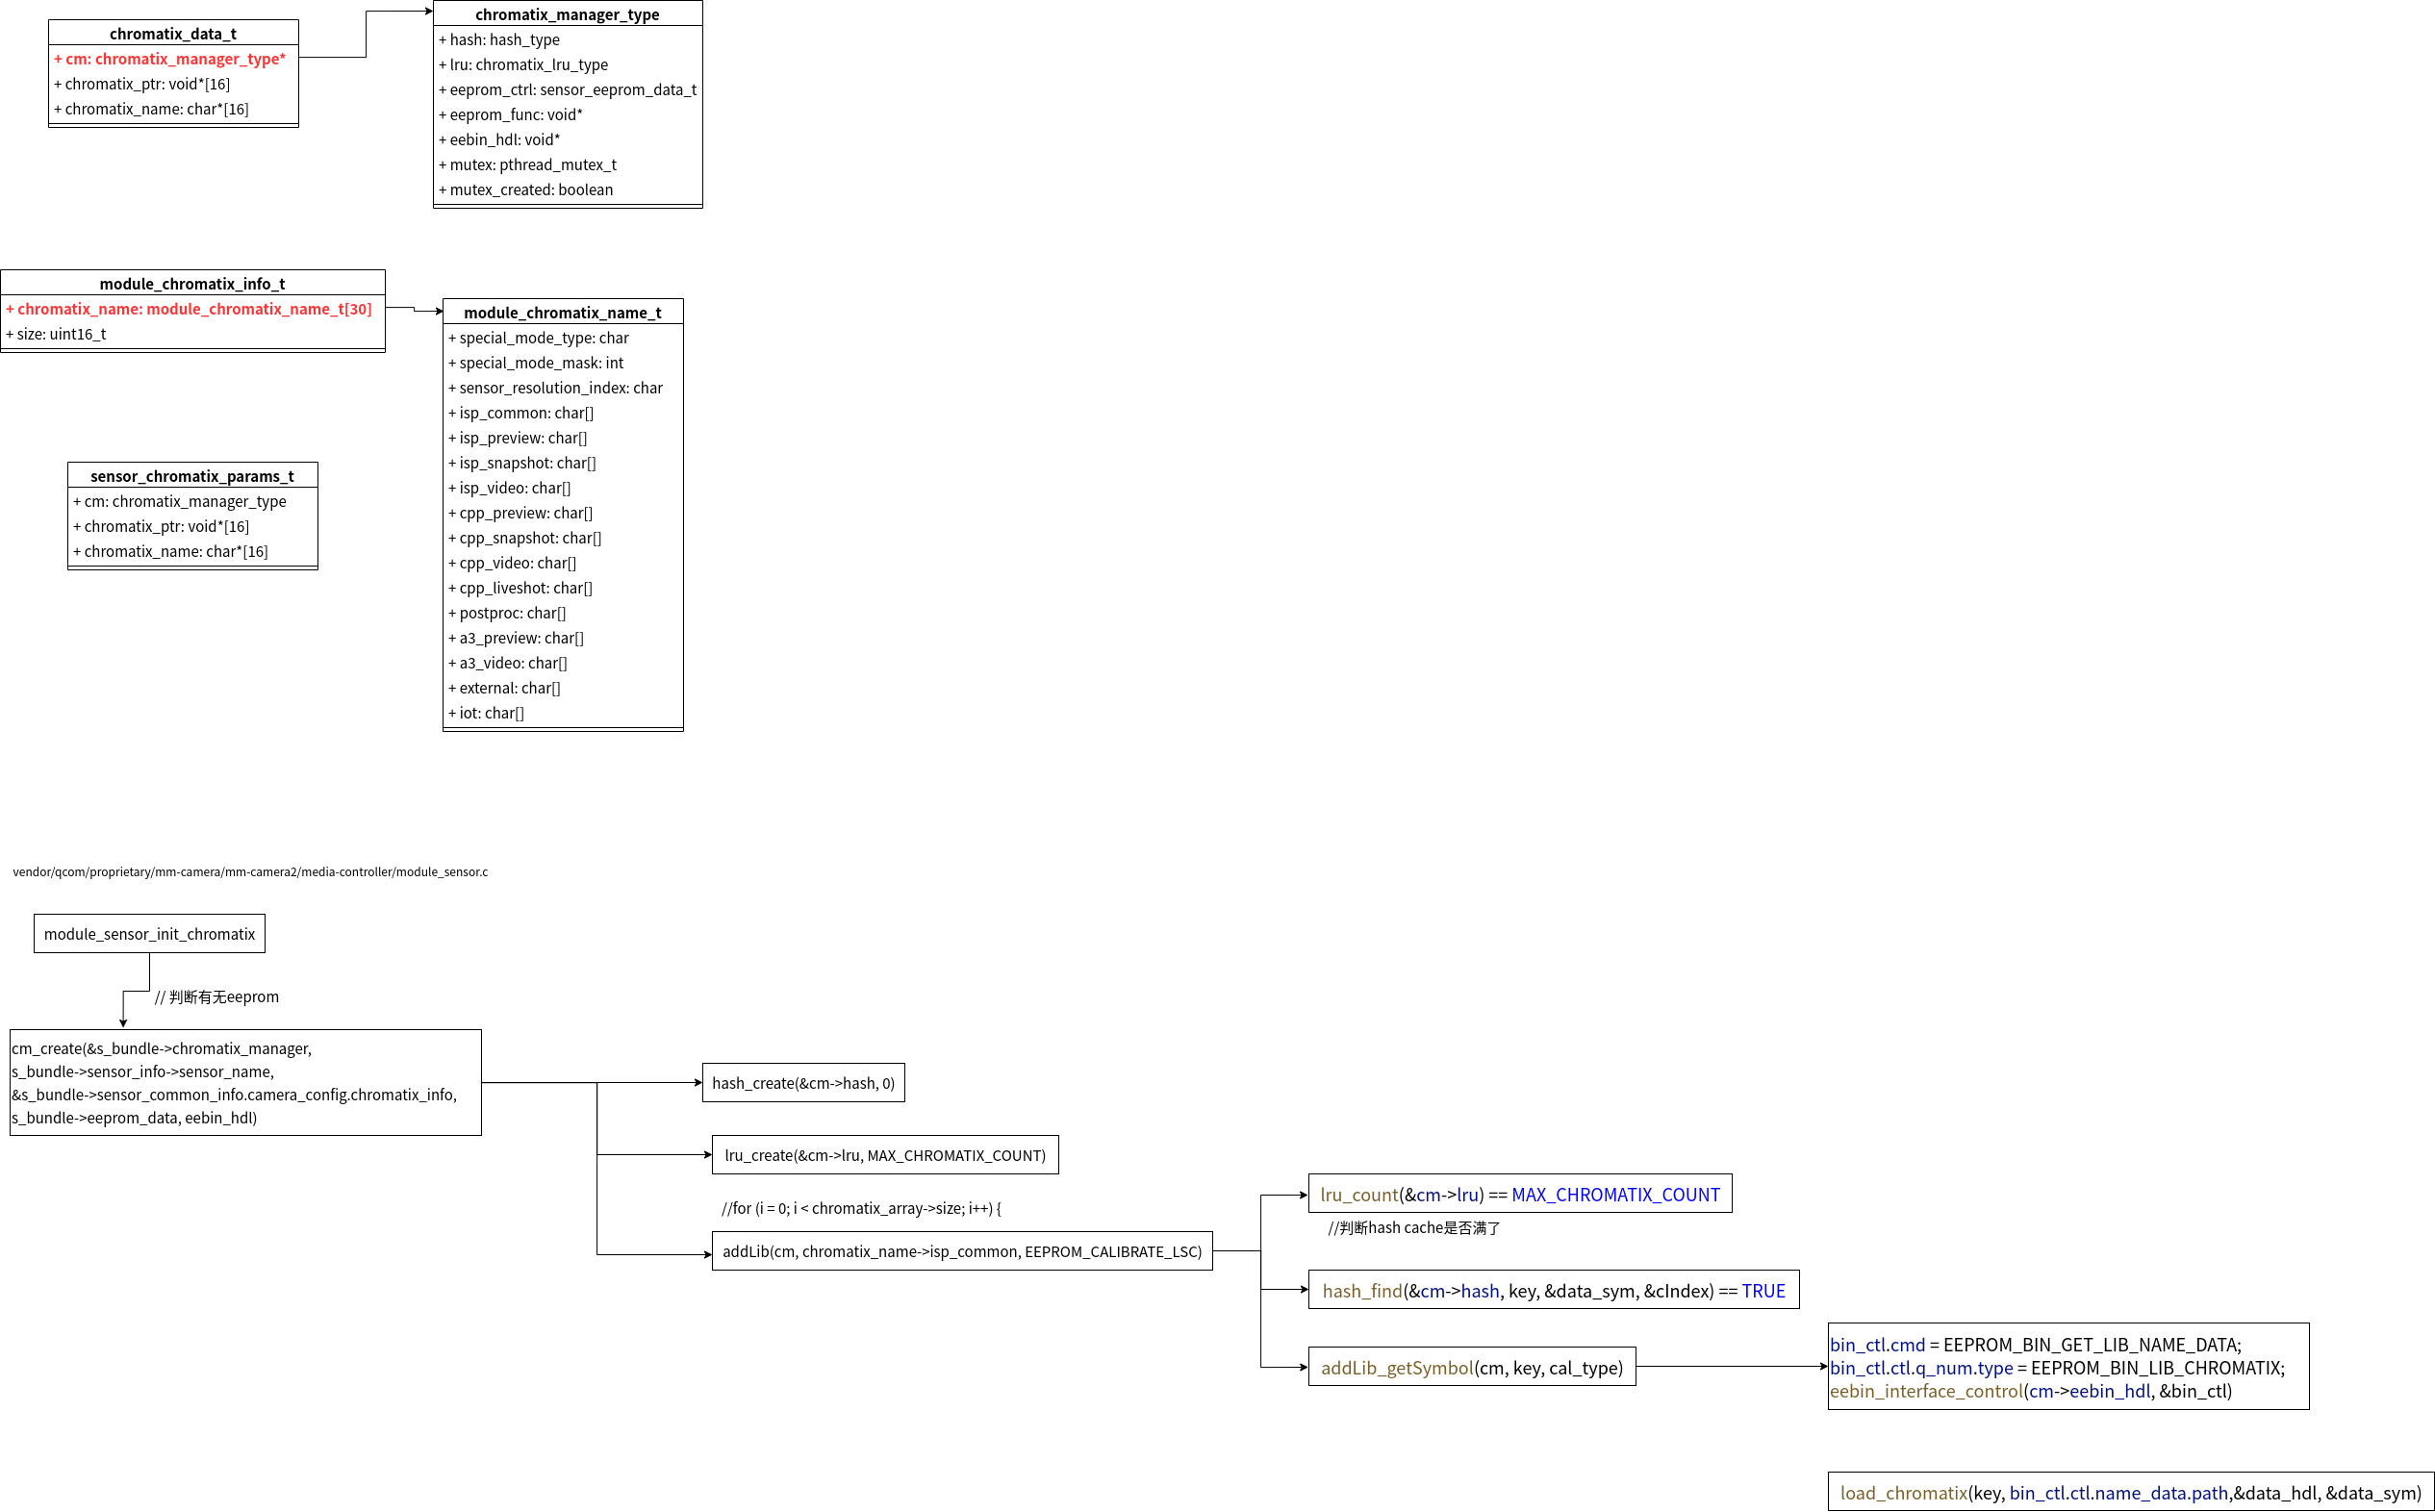 chromatix_data_t
+ cm: chromatix_manager_type*
+ chromatix_ptr: void*[16]
+ chromatix_name: char*[16]
chromatix_manager_type
+ hash: hash_type
+ lru: chromatix_lru_type
+ eeprom_ctrl: sensor_eeprom_data_t
+ eeprom_func: void*
+ eebin_hdl: void*
+ mutex: pthread_mutex_t
+ mutex_created: boolean
module_chromatix_info_t
+ chromatix_name: module_chromatix_name_t[30]
+ size: uint16_t
module_chromatix_name_t
+ special_mode_type: char
+ special_mode_mask: int
+ sensor_resolution_index: char
+ isp_common: char[]
+ isp_preview: char[]
+ isp_snapshot: char[]
+ isp_video: char[]
+ cpp_preview: char[]
+ cpp_snapshot: char[]
+ cpp_video: char[]
+ cpp_liveshot: char[]
+ postproc: char[]
+ a3_preview: char[]
+ a3_video: char[]
+ external: char[]
+ iot: char[]
sensor_chromatix_params_t
+ cm: chromatix_manager_type
+ chromatix_ptr: void*[16]
+ chromatix_name: char*[16]
vendor/qcom/proprietary/mm-camera/mm-camera2/media-controller/module_sensor.c
module_sensor_init_chromatix
// 判断有无eeprom
cm_create(&s_bundle->chromatix_manager,
s_bundle->sensor_info->sensor_name,
&s_bundle->sensor_common_info.camera_config.chromatix_info,
s_bundle->eeprom_data, eebin_hdl)
hash_create(&cm->hash, 0)
lru_create(&cm->lru, MAX_CHROMATIX_COUNT)
//for (i = 0; i < chromatix_array->size; i++) {
addLib(cm, chromatix_name->isp_common, EEPROM_CALIBRATE_LSC)
lru_count(&cm->lru) == MAX_CHROMATIX_COUNT
//判断hash cache是否满了
hash_find(&cm->hash, key, &data_sym, &cIndex) == TRUE
addLib_getSymbol(cm, key, cal_type)
bin_ctl.cmd = EEPROM_BIN_GET_LIB_NAME_DATA;
bin_ctl.ctl.q_num.type = EEPROM_BIN_LIB_CHROMATIX;
eebin_interface_control(cm->eebin_hdl, &bin_ctl)
load_chromatix(key, bin_ctl.ctl.name_data.path,&data_hdl, &data_sym)